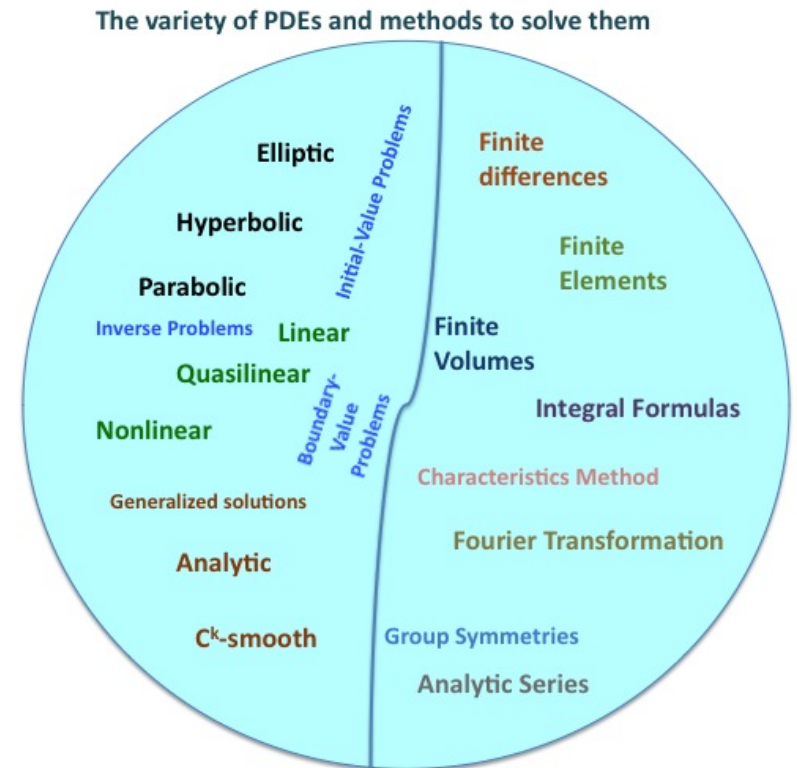 The variety of PDEs and methods to solve them
Elliptic
Hyperbolic
Parabolic
Initial-Value Problems
Inverse Problems
Linear
Quasilinear
Nonlinear
Boundary-
Value
Problems
Generalized solutions
Analytic
Cᵏ-smooth
Finite
differences
Finite
Elements
Finite
Volumes
Integral Formulas
Characteristics Method
Fourier Transformation
Group Symmetries
Analytic Series